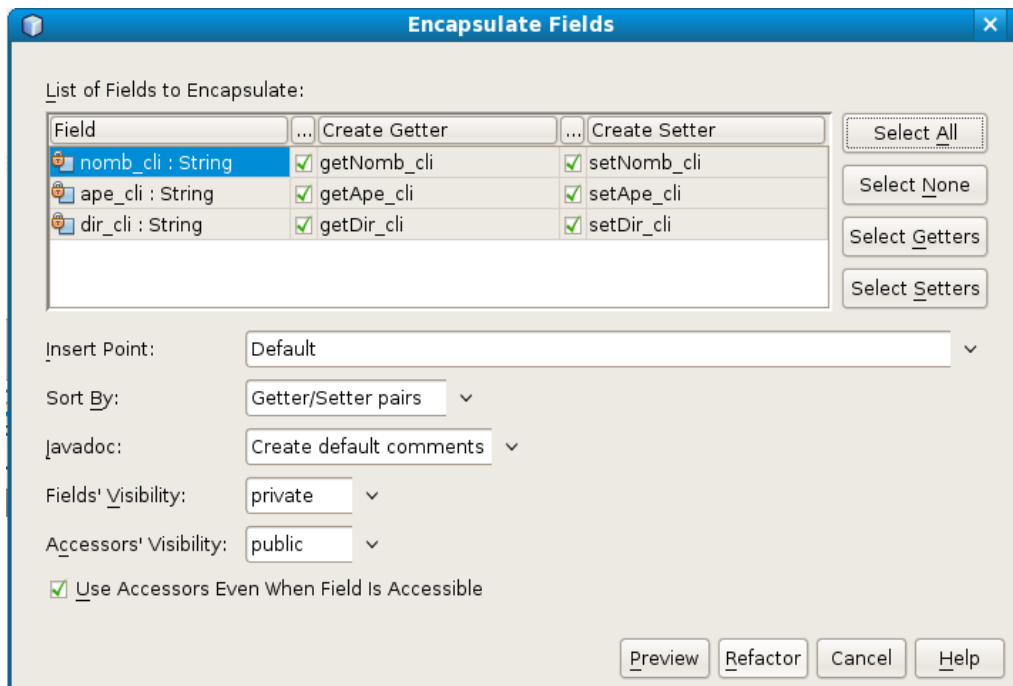 Encapsulate Fields
List of Fields to Encapsulate:
Field ... Create Getter ... Create Setter
nomb_cli : String getNomb_cli setNomb_cli
ape_cli : String getApe_cli setApe_cli
dir_cli : String getDir_cli setDir_cli
Select All
Select None
Select Getters
Select Setters
Insert Point: Default
Sort By: Getter/Setter pairs
Javadoc: Create default comments
Fields' Visibility: private
Accessors' Visibility: public
Use Accessors Even When Field Is Accessible
Preview Refactor Cancel Help